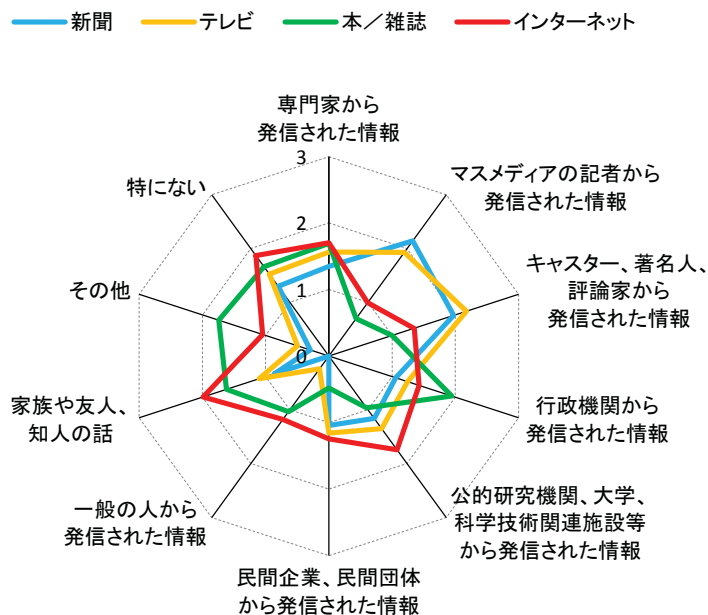 新聞 テレビ 本／雑誌 インターネット
専門家から
発信された情報
マスメディアの記者から
発信された情報
キャスター、著名人、
評論家から
発信された情報
行政機関から
発信された情報
公的研究機関、大学、
科学技術関連施設等
から発信された情報
民間企業、民間団体
から発信された情報
一般の人から
発信された情報
家族や友人、
知人の話
その他
特にない
3
2
1
0